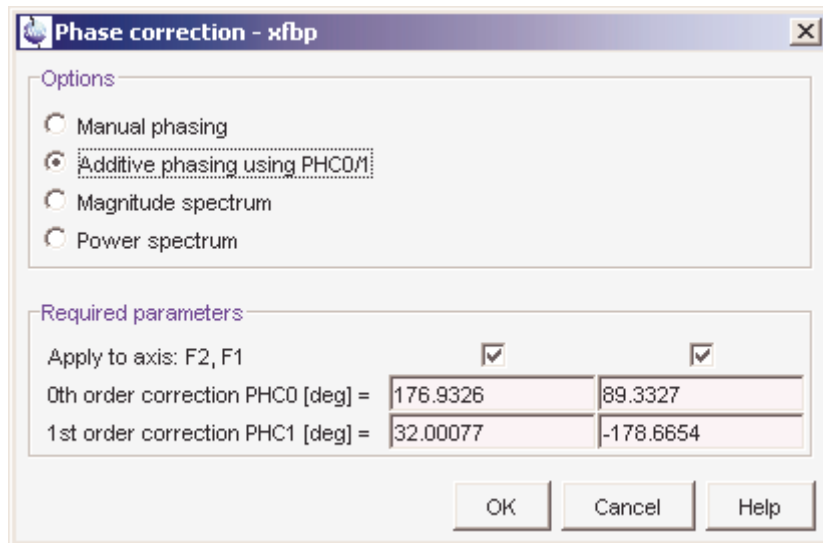 Phase correction - xfbp
Options
Manual phasing
Additive phasing using PHC0/1
Magnitude spectrum
Power spectrum
Required parameters
Apply to axis: F2, F1
0th order correction PHC0 [deg] = 176.9326 89.3327
1st order correction PHC1 [deg] = 32.00077 -178.6654
OK Cancel Help